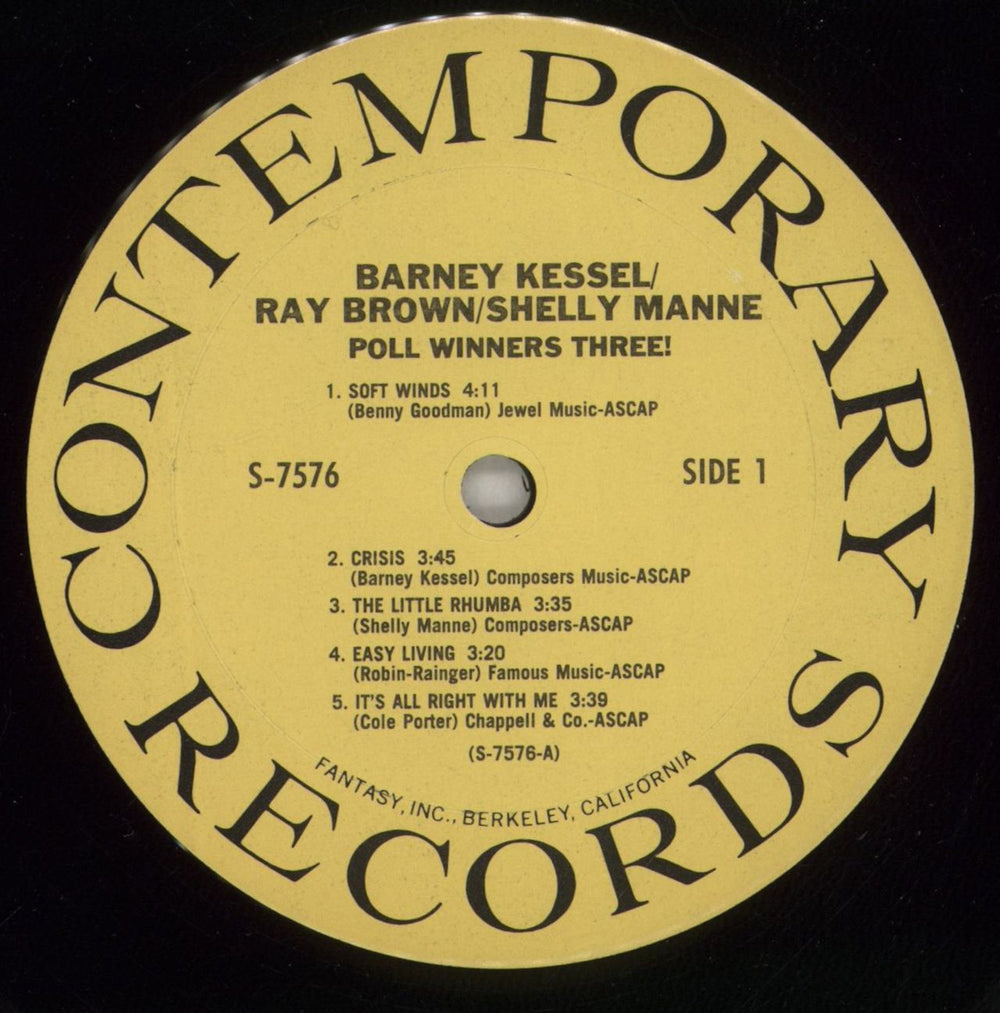 CONTEMPORARY RECORDS
BARNEY KESSEL/
RAY BROWN/SHELLY MANNE
POLL WINNERS THREE!
1. SOFT WINDS 4:11
(Benny Goodman) Jewel Music-ASCAP
S-7576
SIDE 1
2. CRISIS 3:45
(Barney Kessel) Composers Music-ASCAP
3. THE LITTLE RHUMBA 3:35
(Shelly Manne) Composers-ASCAP
4. EASY LIVING 3:20
(Robin-Rainger) Famous Music-ASCAP
5. IT'S ALL RIGHT WITH ME 3:39
(Cole Porter) Chappell & Co.-ASCAP
(S-7576-A)
FANTASY, INC., BERKELEY, CALIFORNIA